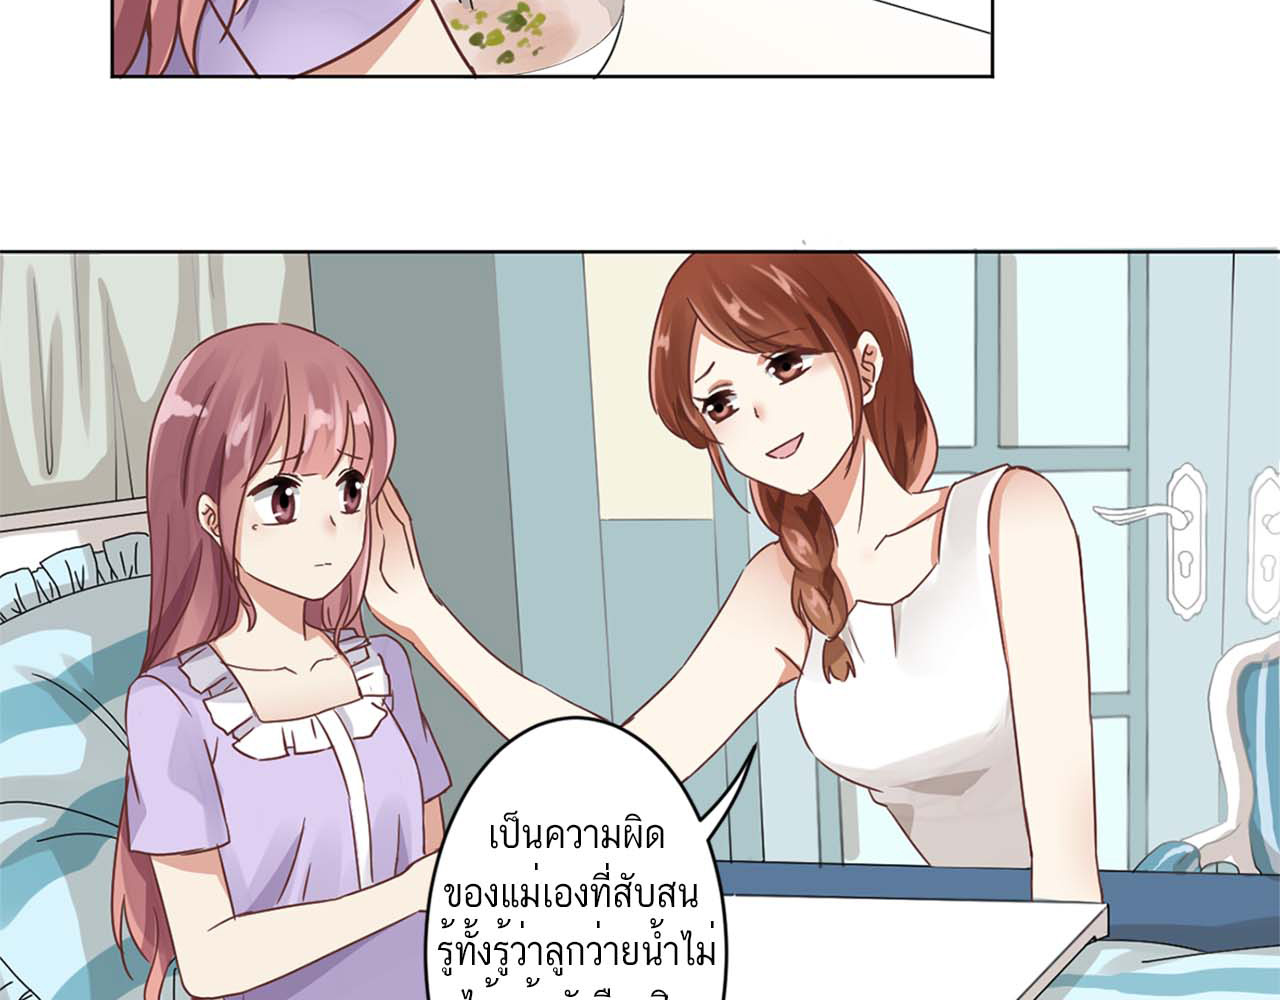 เป็นความผิด
ของแม่เองที่สับสน
รู้ทั้งรู้ว่าลูกว่ายน้ำไม่